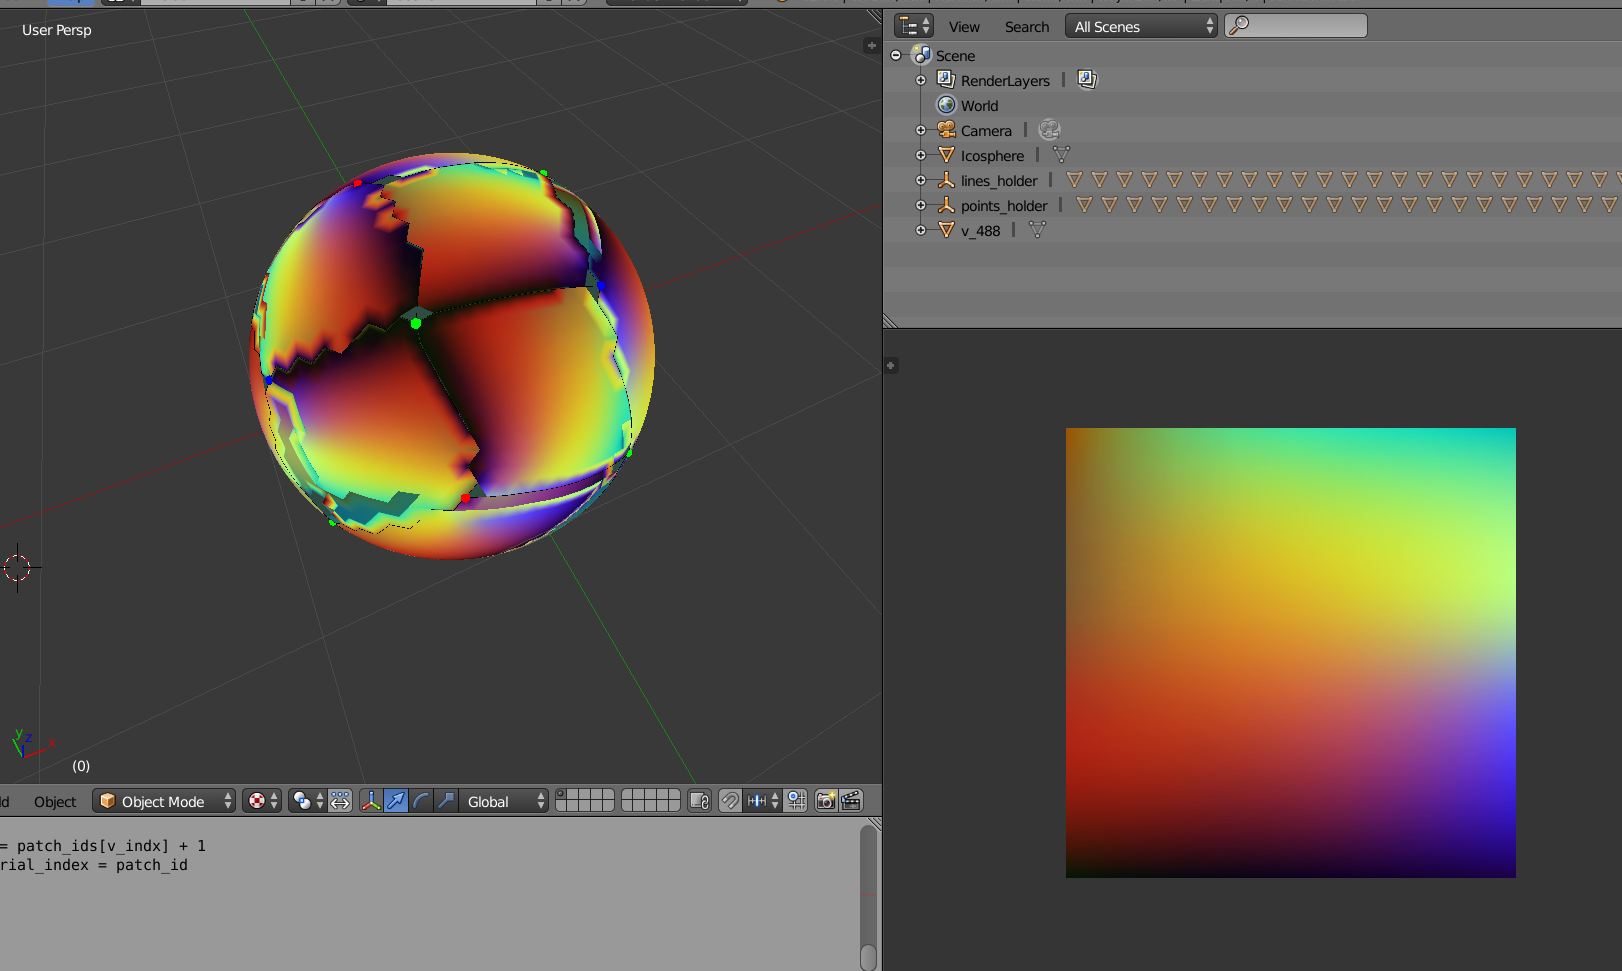 User Persp
View Search All Scenes
Scene
RenderLayers
World
Camera
Icosphere
lines_holder
points_holder
v_488
y z x
(0)
Object Object Mode Global
= patch_ids[v_indx] + 1
rial_index = patch_id